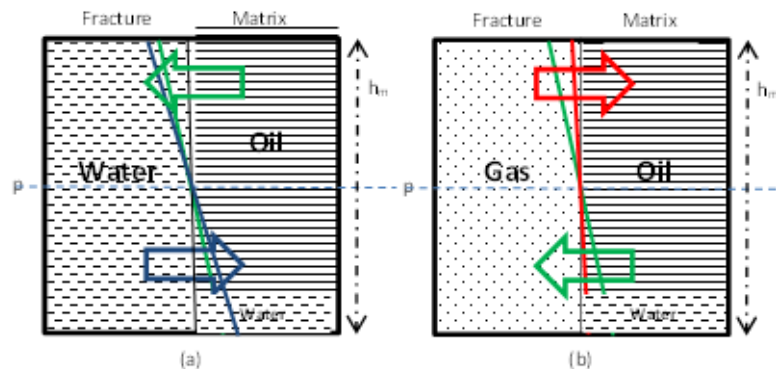 Fracture Matrix
Water Oil
hm
p
Water
(a)
Fracture Matrix
Gas Oil
hm
p
Water
(b)